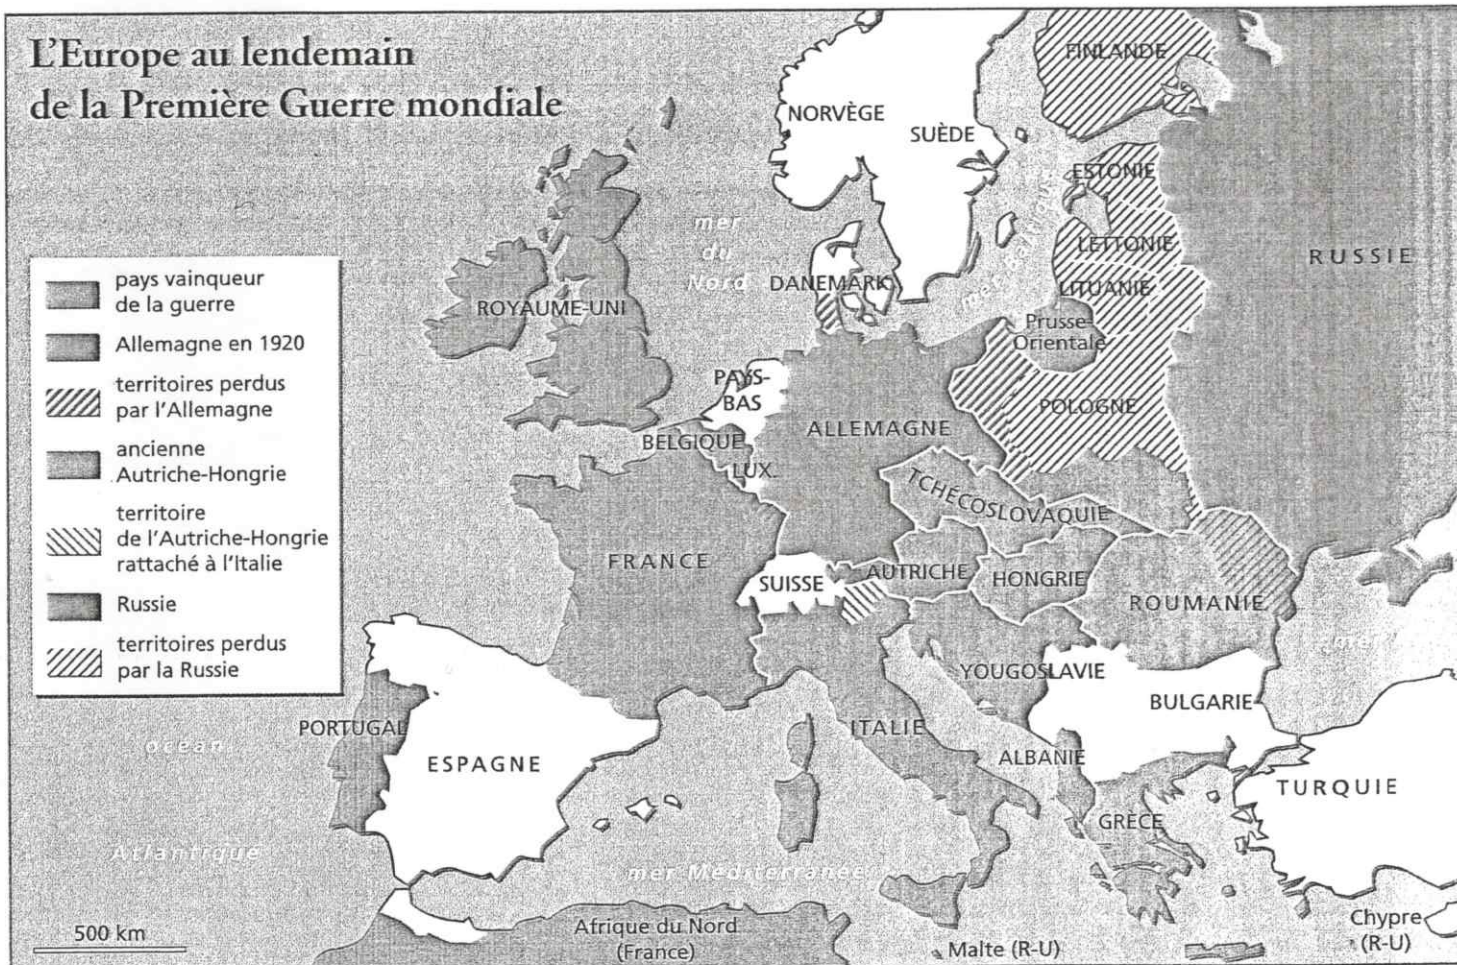 L'Europe au lendemain
de la Première Guerre mondiale
FINLANDE
NORVÈGE
SUÈDE
ESTONIE
mer
du
Nord
mer Baltique
LETTONIE
RUSSIE
DANEMARK
LITUANIE
Prusse-
Orientale
ROYAUME-UNI
PAYS-
BAS
POLOGNE
ALLEMAGNE
BELGIQUE
LUX.
TCHÉCOSLOVAQUIE
FRANCE
SUISSE
AUTRICHE
HONGRIE
ROUMANIE
mer
YOUGOSLAVIE
BULGARIE
PORTUGAL
ITALIE
océan
Atlantique
ESPAGNE
ALBANIE
TURQUIE
GRÈCE
mer Méditerranée
Afrique du Nord
(France)
Malte (R-U)
Chypre
(R-U)
pays vainqueur
de la guerre
Allemagne en 1920
territoires perdus
par l'Allemagne
ancienne
Autriche-Hongrie
territoire
de l'Autriche-Hongrie
rattaché à l'Italie
Russie
territoires perdus
par la Russie
500 km